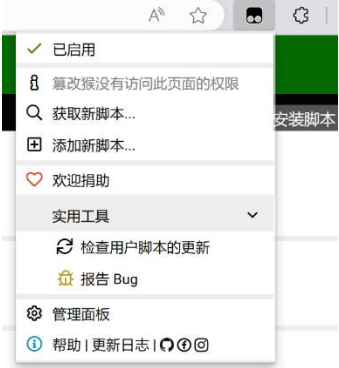 A
已启用
篡改猴没有访问此页面的权限
获取新脚本...
安装脚本
添加新脚本...
欢迎捐助
实用工具
检查用户脚本的更新
报告 Bug
管理面板
帮助 | 更新日志 |